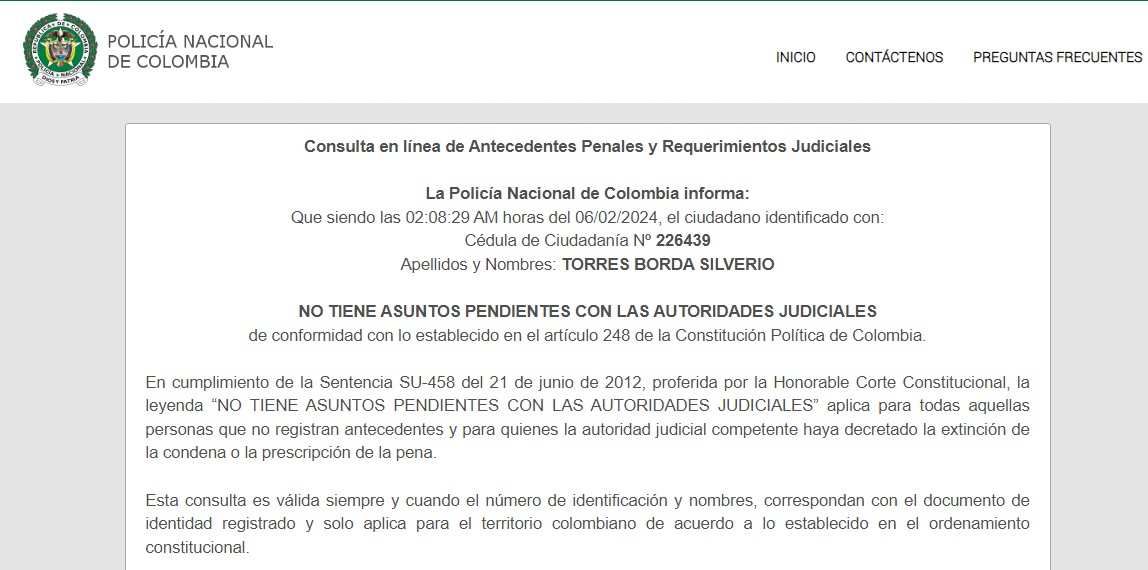 REPÚBLICA DE COLOMBIA
POLICÍA NACIONAL
DIOS Y PATRIA
POLICÍA NACIONAL
DE COLOMBIA
INICIO CONTÁCTENOS PREGUNTAS FRECUENTES
Consulta en línea de Antecedentes Penales y Requerimientos Judiciales
La Policía Nacional de Colombia informa:
Que siendo las 02:08:29 AM horas del 06/02/2024, el ciudadano identificado con:
Cédula de Ciudadanía Nº 226439
Apellidos y Nombres: TORRES BORDA SILVERIO
NO TIENE ASUNTOS PENDIENTES CON LAS AUTORIDADES JUDICIALES
de conformidad con lo establecido en el artículo 248 de la Constitución Política de Colombia.
En cumplimiento de la Sentencia SU-458 del 21 de junio de 2012, proferida por la Honorable Corte Constitucional, la
leyenda “NO TIENE ASUNTOS PENDIENTES CON LAS AUTORIDADES JUDICIALES” aplica para todas aquellas
personas que no registran antecedentes y para quienes la autoridad judicial competente haya decretado la extinción de
la condena o la prescripción de la pena.
Esta consulta es válida siempre y cuando el número de identificación y nombres, correspondan con el documento de
identidad registrado y solo aplica para el territorio colombiano de acuerdo a lo establecido en el ordenamiento
constitucional.